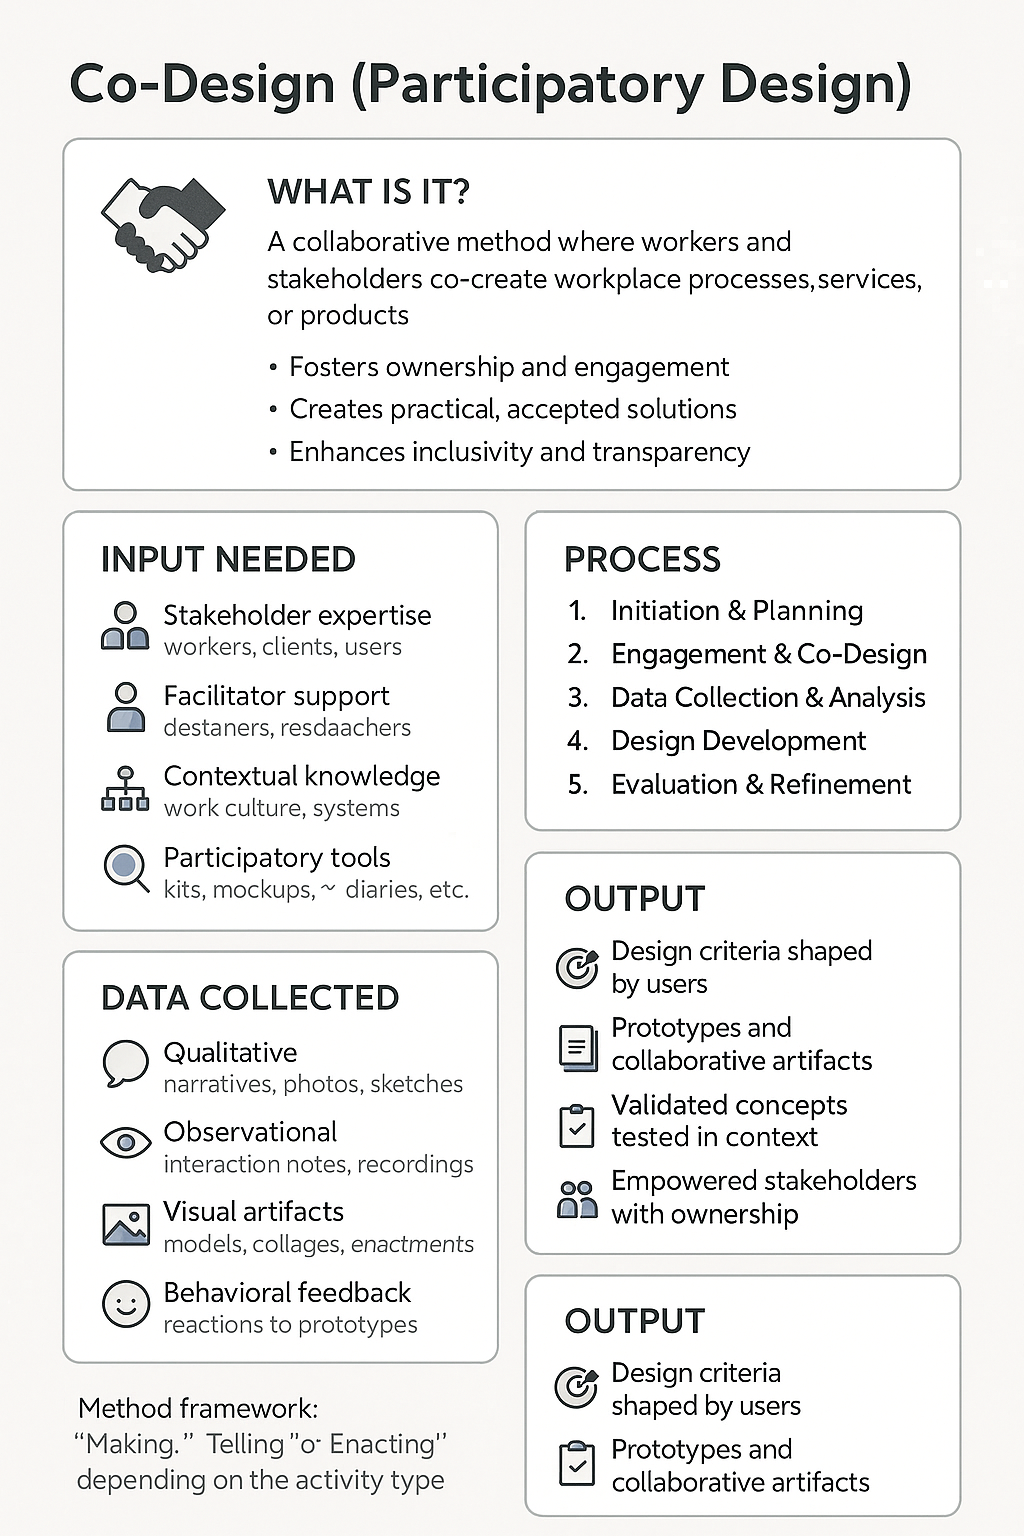 Co-Design (Participatory Design)
WHAT IS IT?
A collaborative method where workers and
stakeholders co-create workplace processes, services,
or products
• Fosters ownership and engagement
• Creates practical, accepted solutions
• Enhances inclusivity and transparency
INPUT NEEDED
Stakeholder expertise
workers, clients, users
Facilitator support
destaners, resdaachers
Contextual knowledge
work culture, systems
Participatory tools
kits, mockups, ~ diaries, etc.
DATA COLLECTED
Qualitative
narratives, photos, sketches
Observational
interaction notes, recordings
Visual artifacts
models, collages, enactments
Behavioral feedback
reactions to prototypes
Method framework:
“Making.” Telling "o· Enacting"
depending on the activity type
PROCESS
1. Initiation & Planning
2. Engagement & Co-Design
3. Data Collection & Analysis
4. Design Development
5. Evaluation & Refinement
OUTPUT
Design criteria shaped
by users
Prototypes and
collaborative artifacts
Validated concepts
tested in context
Empowered stakeholders
with ownership
OUTPUT
Design criteria
shaped by users
Prototypes and
collaborative artifacts